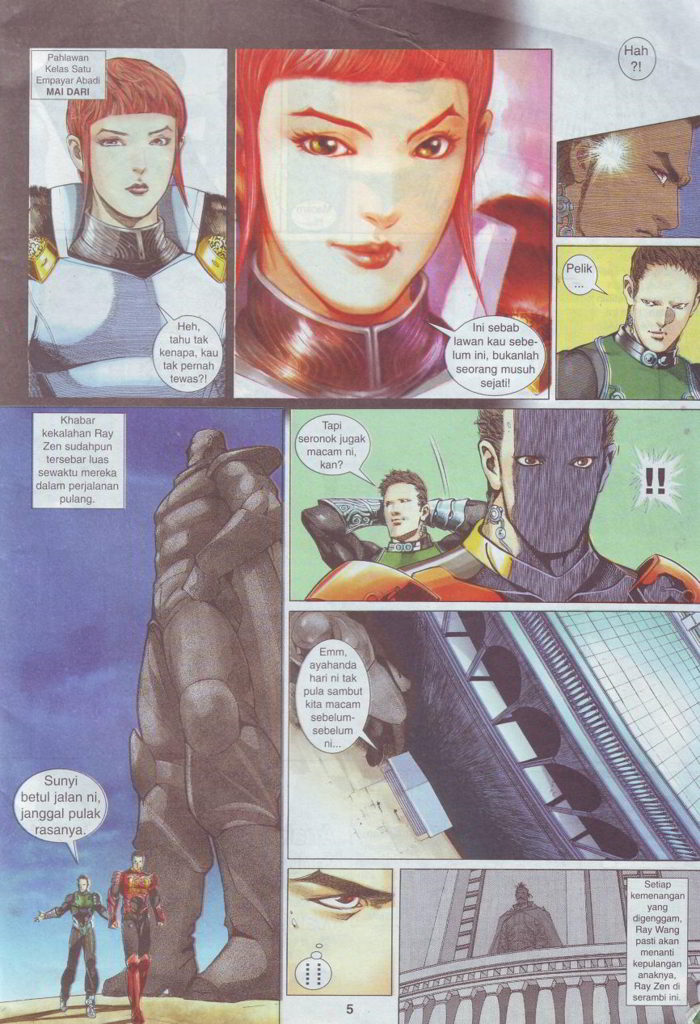 Pahlawan
Kelas Satu
Empayar Abadi
MAI DARI
Heh,
tahu tak
kenapa, kau
tak pernah
tewas?!
Ini sebab
lawan kau sebe-
lum ini, bukanlah
seorang musuh
sejati!
Hah
?!
Pelik
...
Khabar
kekalahan Ray
Zen sudahpun
tersebar luas
sewaktu mereka
dalam perjalanan
pulang.
Sunyi
betul jalan ni,
janggal pulak
rasanya.
Tapi
seronok jugak
macam ni,
kan?
!!
Emm,
ayahanda
hari ni tak
pula sambut
kita macam
sebelum-
sebelum
ni...
Setiap
kemenangan
yang
digenggam,
Ray Wang
pasti akan
menanti
kepulangan
anaknya,
Ray Zen di
serambi ini.
5